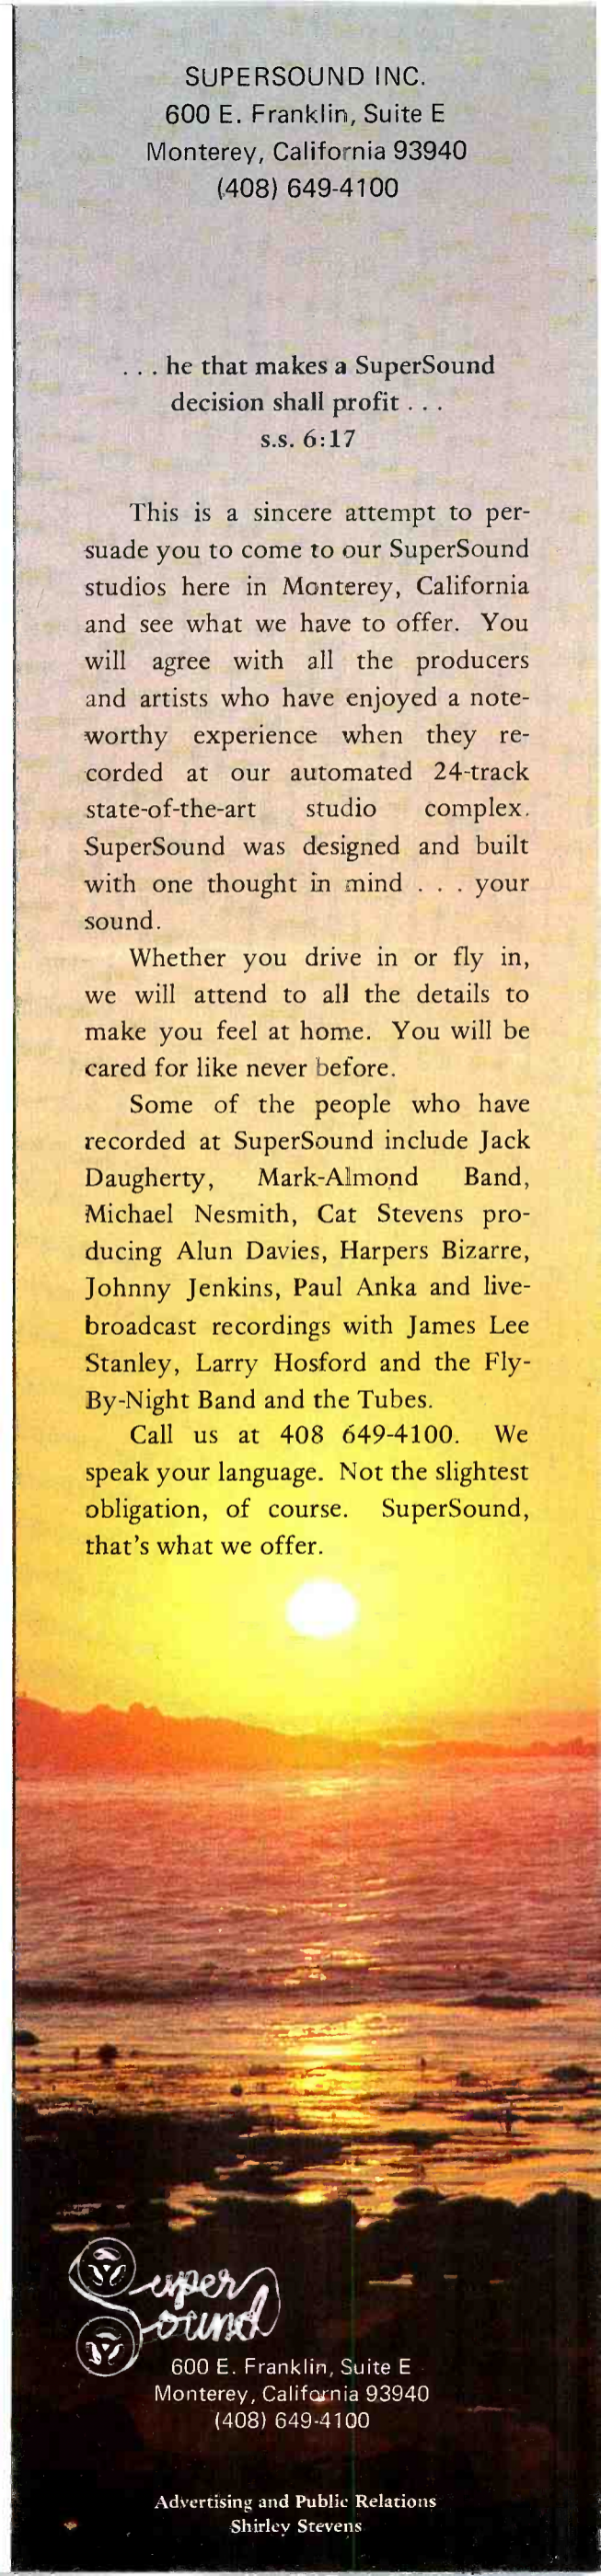 SUPERSOUND INC.
600 E. Franklin, Suite E
Monterey, California 93940
(408) 649-4100
. . . he that makes a SuperSound
decision shall profit . . .
s.s. 6:17
This is a sincere attempt to per-
suade you to come to our SuperSound
studios here in Monterey, California
and see what we have to offer. You
will agree with all the producers
and artists who have enjoyed a note-
worthy experience when they re-
corded at our automated 24-track
state-of-the-art studio complex.
SuperSound was designed and built
with one thought in mind . . . your
sound.
Whether you drive in or fly in,
we will attend to all the details to
make you feel at home. You will be
cared for like never before.
Some of the people who have
recorded at SuperSound include Jack
Daugherty, Mark-Almond Band,
Michael Nesmith, Cat Stevens pro-
ducing Alun Davies, Harpers Bizarre,
Johnny Jenkins, Paul Anka and live-
broadcast recordings with James Lee
Stanley, Larry Hosford and the Fly-
By-Night Band and the Tubes.
Call us at 408 649-4100. We
speak your language. Not the slightest
obligation, of course. SuperSound,
that's what we offer.
Super
Sound
600 E. Franklin, Suite E
Monterey, California 93940
(408) 649-4100
Advertising and Public Relations
Shirley Stevens